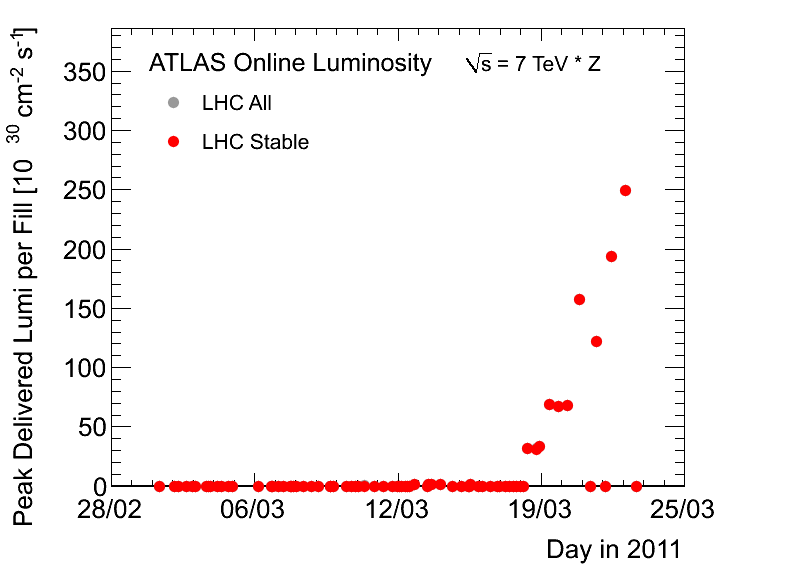 Peak Delivered Lumi per Fill [10 30 cm-2 s-1]
350
300
250
200
150
100
50
0
ATLAS Online Luminosity
√s = 7 TeV * Z
LHC All
LHC Stable
28/02 06/03 12/03 19/03 25/03
Day in 2011